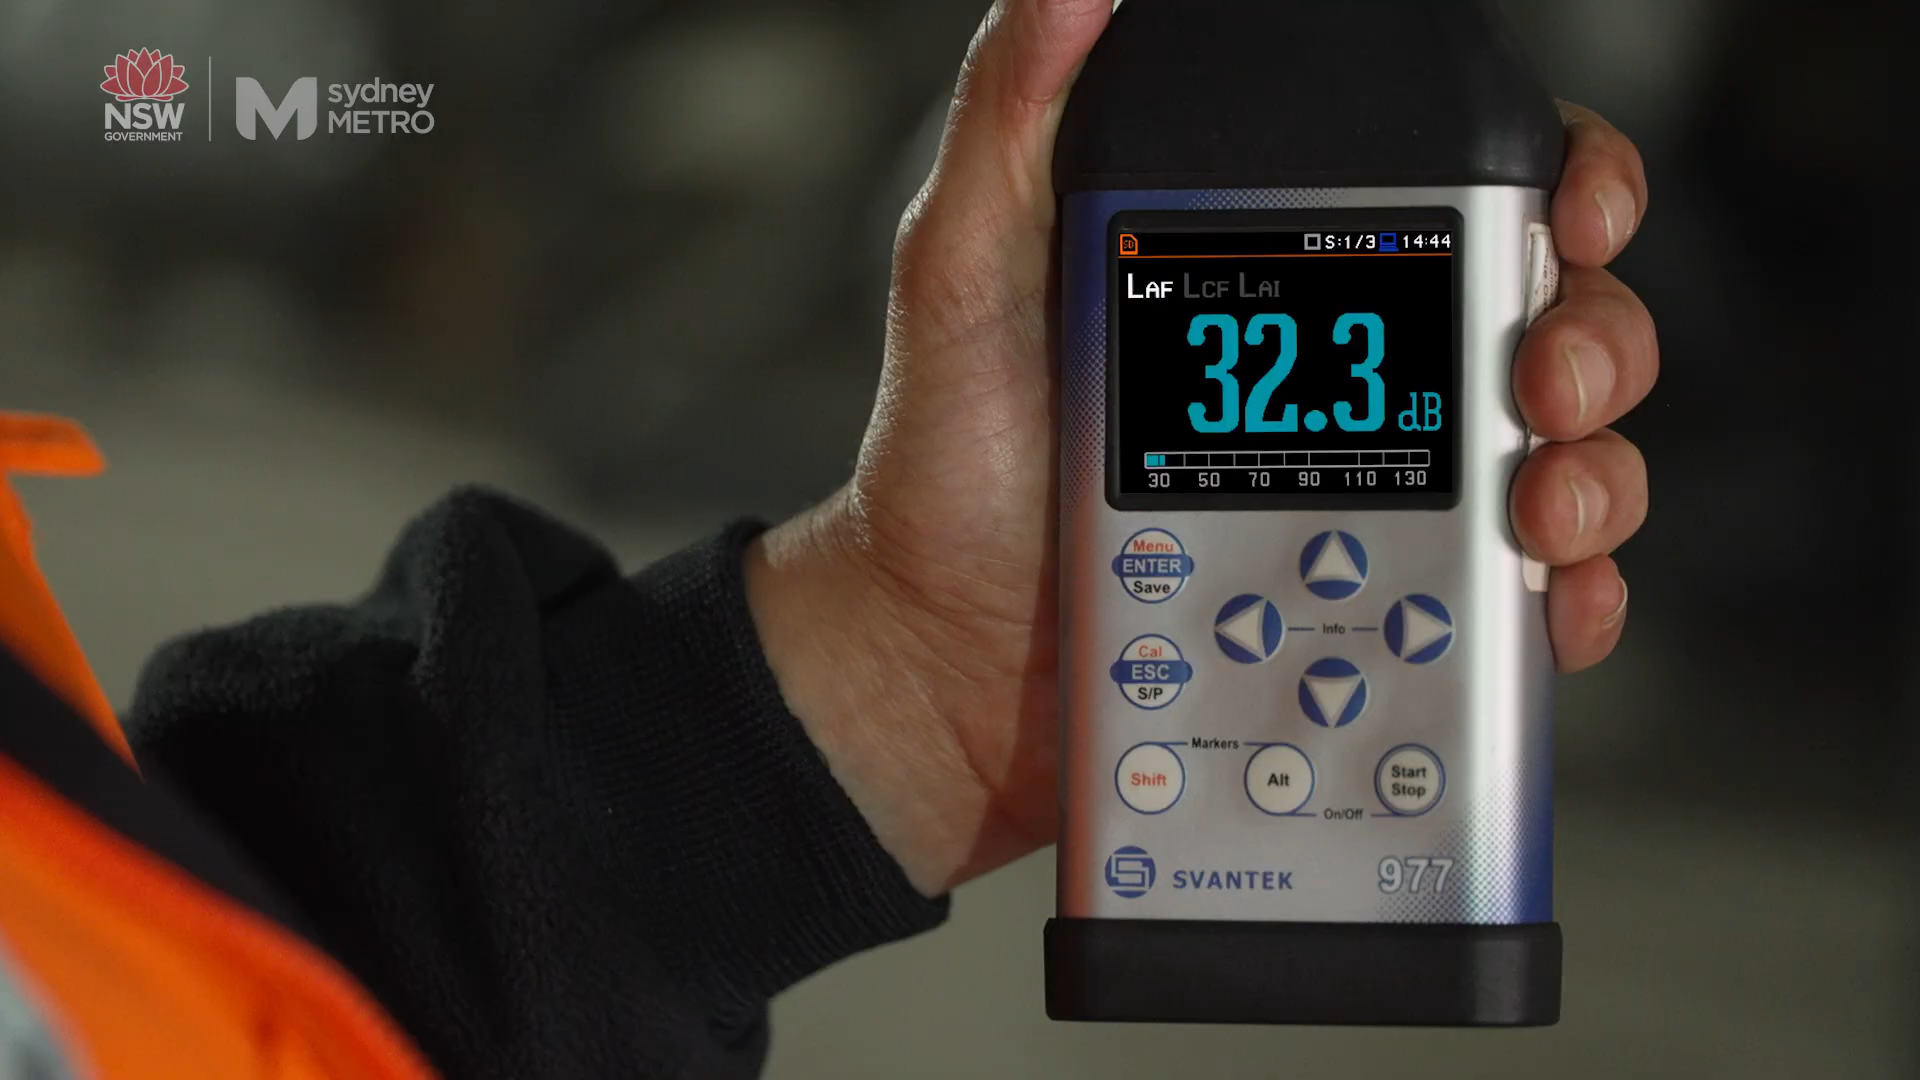 NSW
GOVERNMENT
sydney
METRO
S:1/3 14:44
LAF LCF LAI
32.3 dB
30 50 70 90 110 130
Menu
ENTER
Save
Info
Cal
ESC
S/P
Markers
Shift
Alt
Start
Stop
On/Off
SVANTEK
977